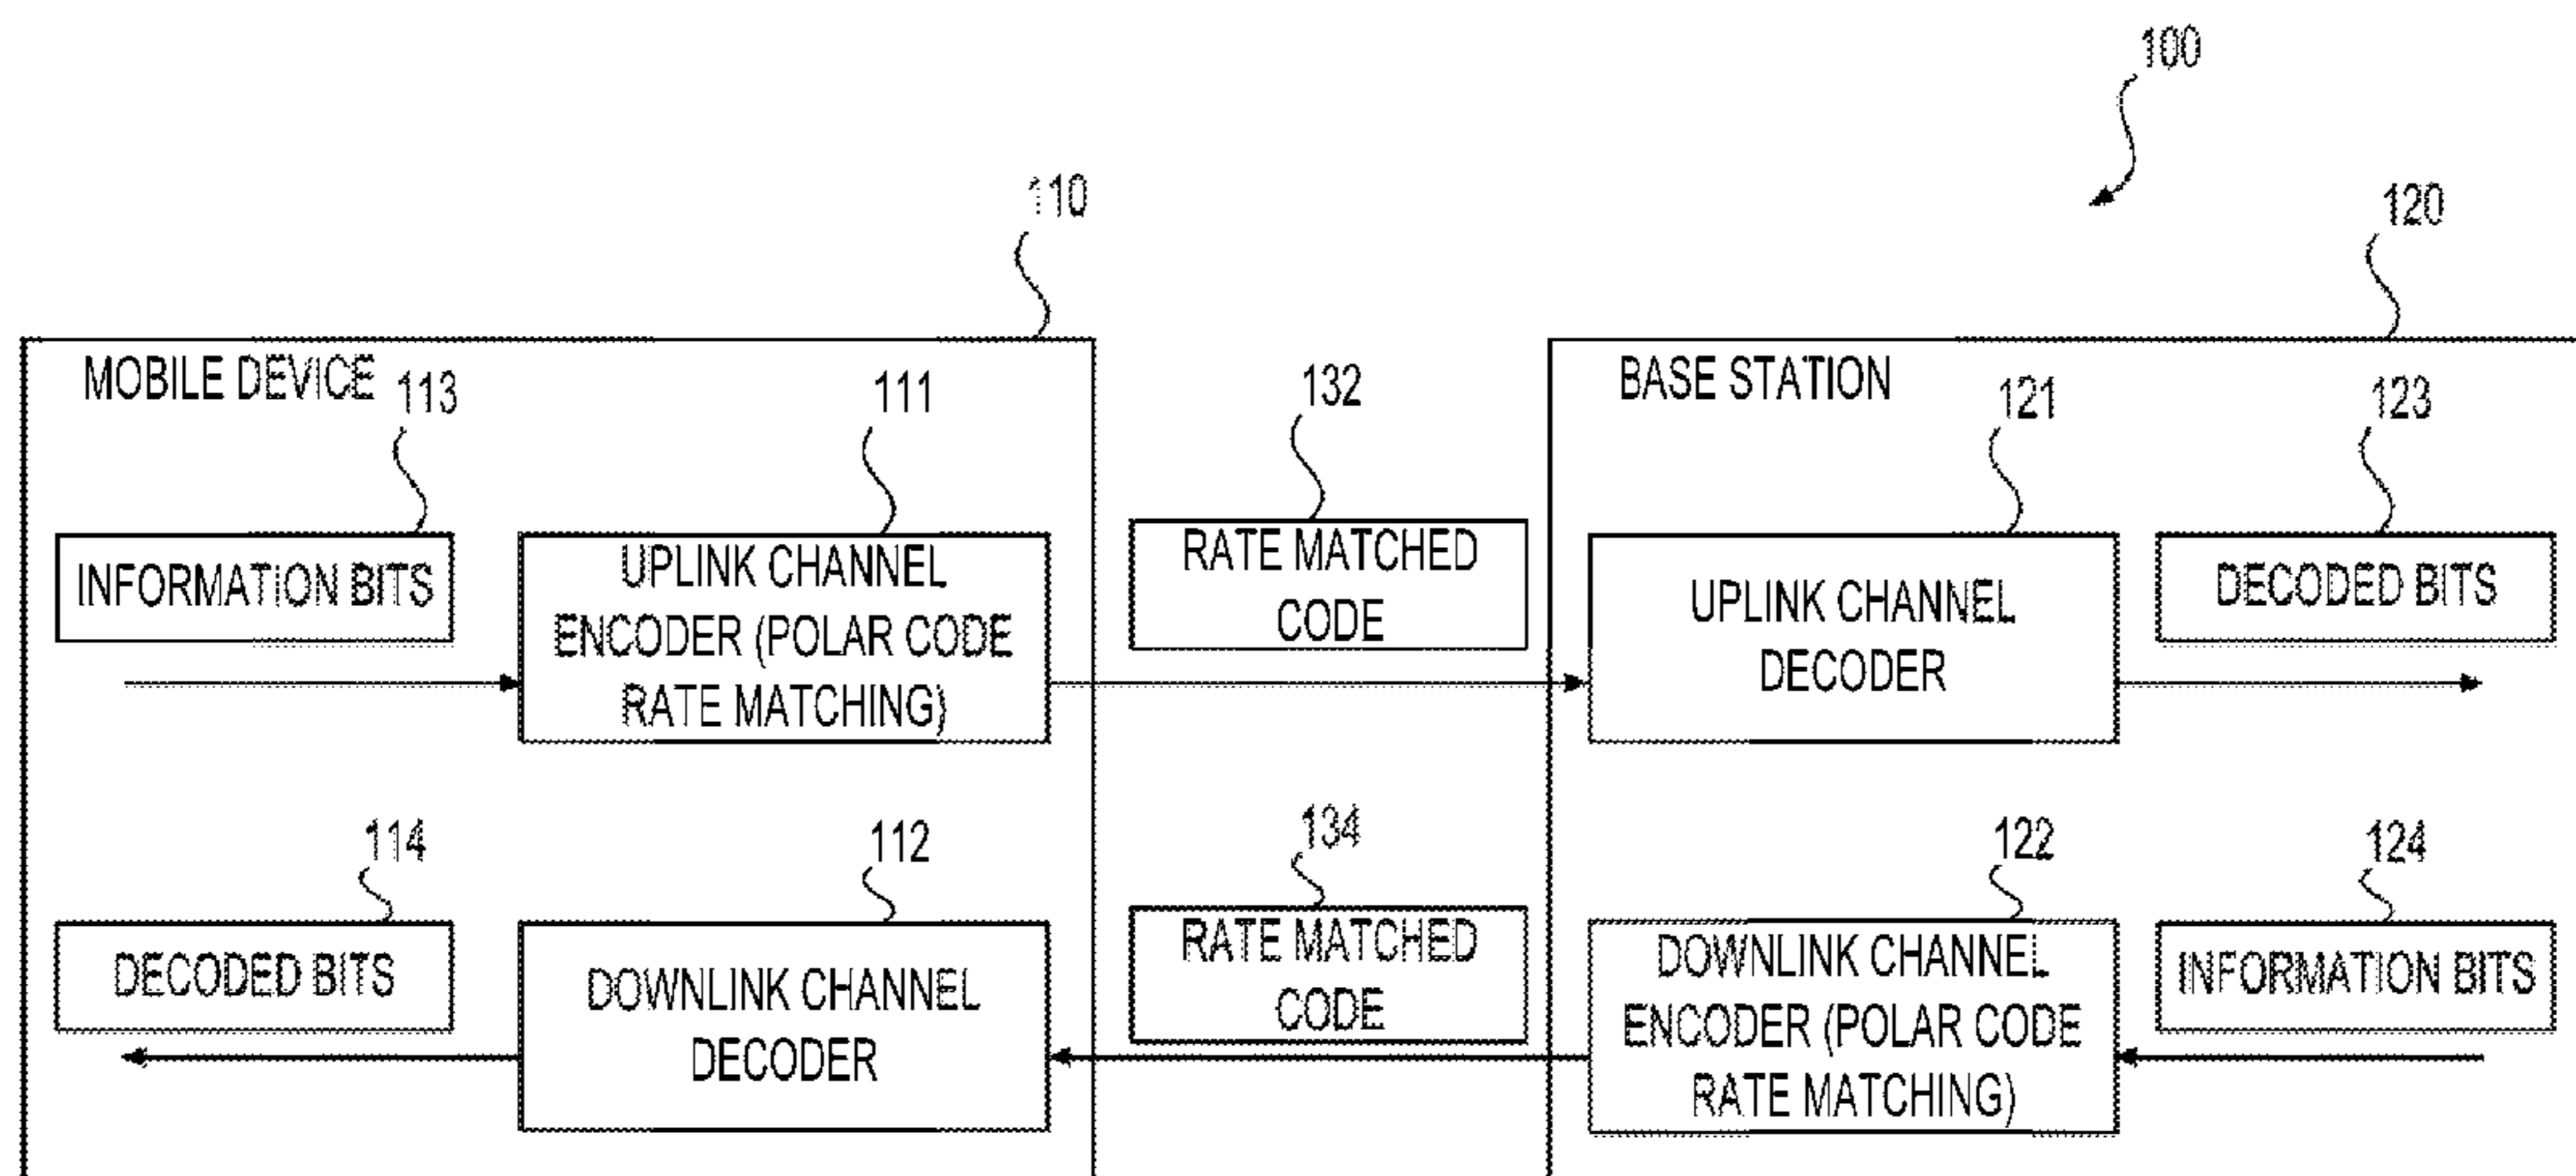 100
110
120
MOBILE DEVICE
BASE STATION
113
111
132
121
123
INFORMATION BITS
UPLINK CHANNEL
ENCODER (POLAR CODE
RATE MATCHING)
RATE MATCHED
CODE
UPLINK CHANNEL
DECODER
DECODED BITS
114
112
134
122
124
DECODED BITS
DOWNLINK CHANNEL
DECODER
RATE MATCHED
CODE
DOWNLINK CHANNEL
ENCODER (POLAR CODE
RATE MATCHING)
INFORMATION BITS